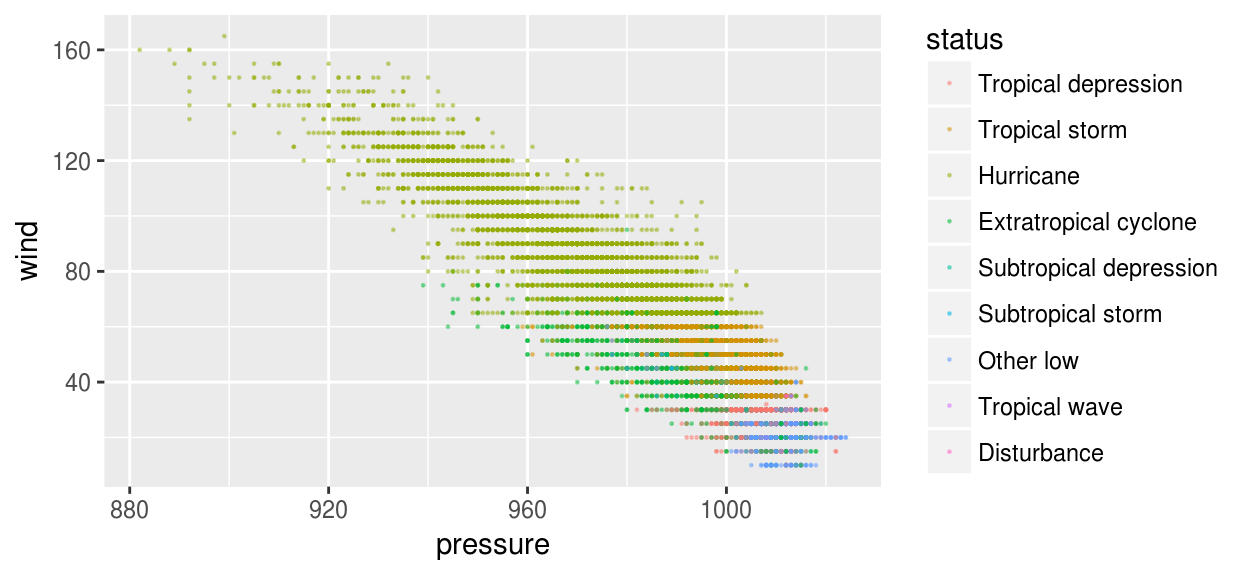 160
120
80
40
wind
880
920
960
1000
pressure
status
Tropical depression
Tropical storm
Hurricane
Extratropical cyclone
Subtropical depression
Subtropical storm
Other low
Tropical wave
Disturbance